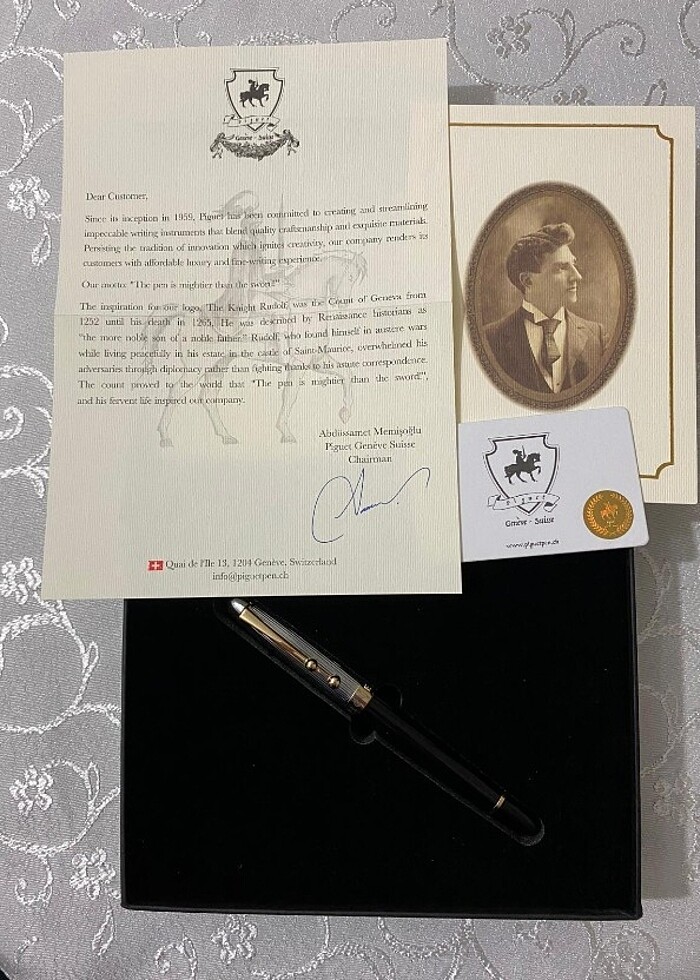 Piguet
Genève - Suisse
Dear Customer,
Since its inception in 1959, Piguet has been committed to creating and streamlining
impeccable writing instruments that blend quality craftsmanship and exquisite materials.
Persisting the tradition of innovation which ignites creativity, our company renders its
customers with affordable luxury and fine-writing experience.
Our motto: "The pen is mightier than the sword!"
The inspiration for our logo, The Knight Rudolf, was the Count of Geneva from
1252 until his death in 1265. He was described by Renaissance historians as
"the more noble son of a noble father." Rudolf, who found himself in austere wars
while living peacefully in his estate in the castle of Saint-Maurice, overwhelmed his
adversaries through diplomacy rather than fighting thanks to his astute correspondence.
The count proved to the world that "The pen is mightier than the sword!",
and his fervent life inspired our company.
Abdüssamet Memişoğlu
Piguet Genève Suisse
Chairman
Quai de l'Ile 13, 1204 Genève, Switzerland
info@piguetpen.ch
Piguet
Genève - Suisse
www.piguetpen.ch